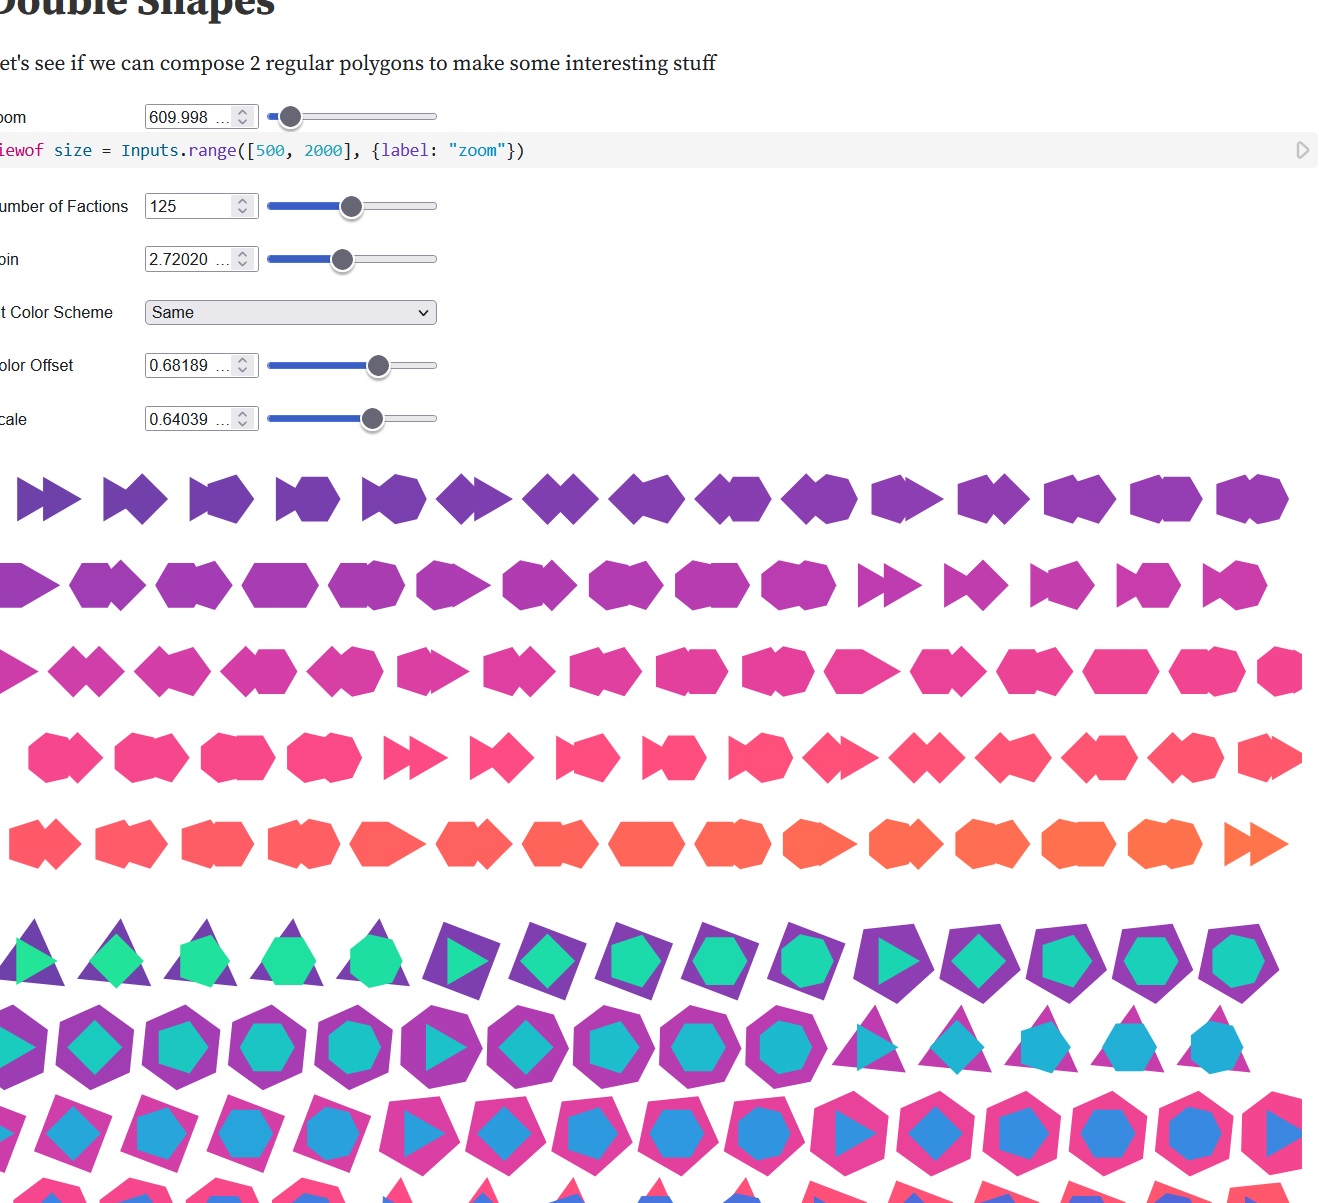 Double Shapes
et's see if we can compose 2 regular polygons to make some interesting stuff
oom 609.998 ...
iewof size = Inputs.range([500, 2000], {label: "zoom"})
umber of Factions 125
pin 2.72020 ...
t Color Scheme Same
olor Offset 0.68189 ...
cale 0.64039 ...